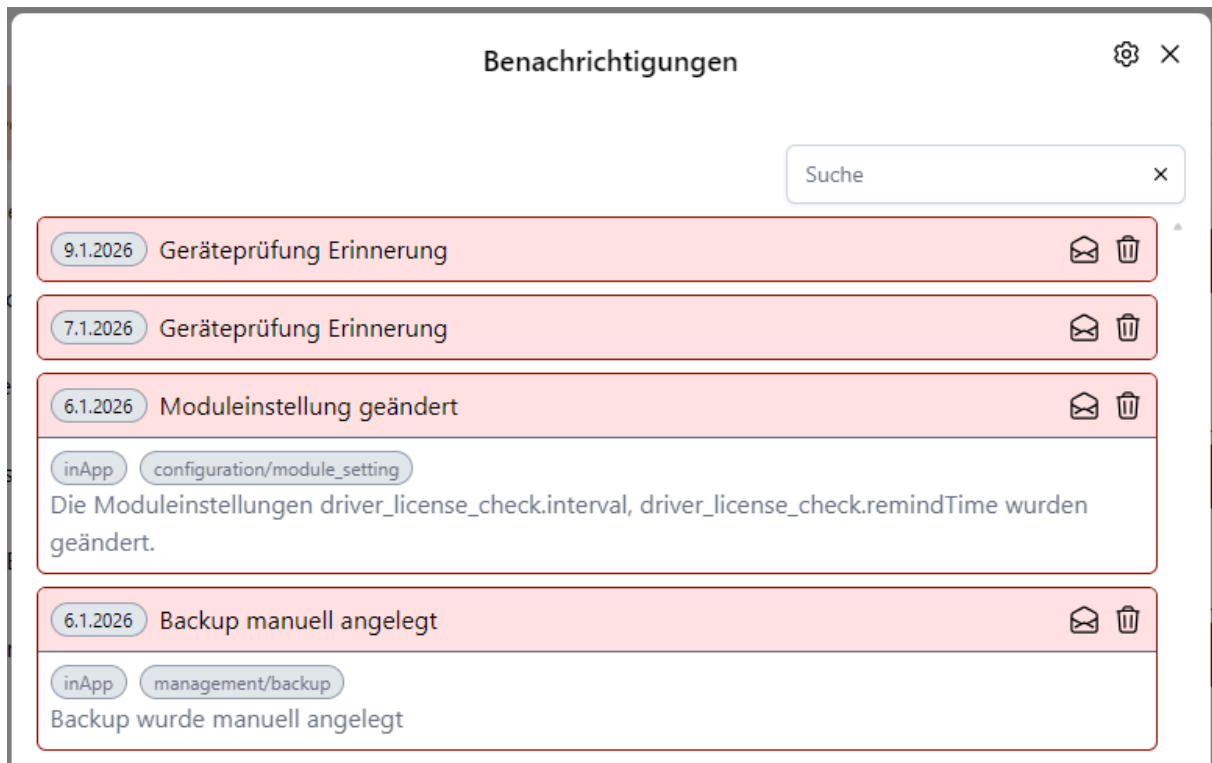 Benachrichtigungen
Suche
9.1.2026 Geräteprüfung Erinnerung
7.1.2026 Geräteprüfung Erinnerung
6.1.2026 Moduleinstellung geändert
inApp configuration/module_setting
Die Moduleinstellungen driver_license_check.interval, driver_license_check.remindTime wurden
geändert.
6.1.2026 Backup manuell angelegt
inApp management/backup
Backup wurde manuell angelegt